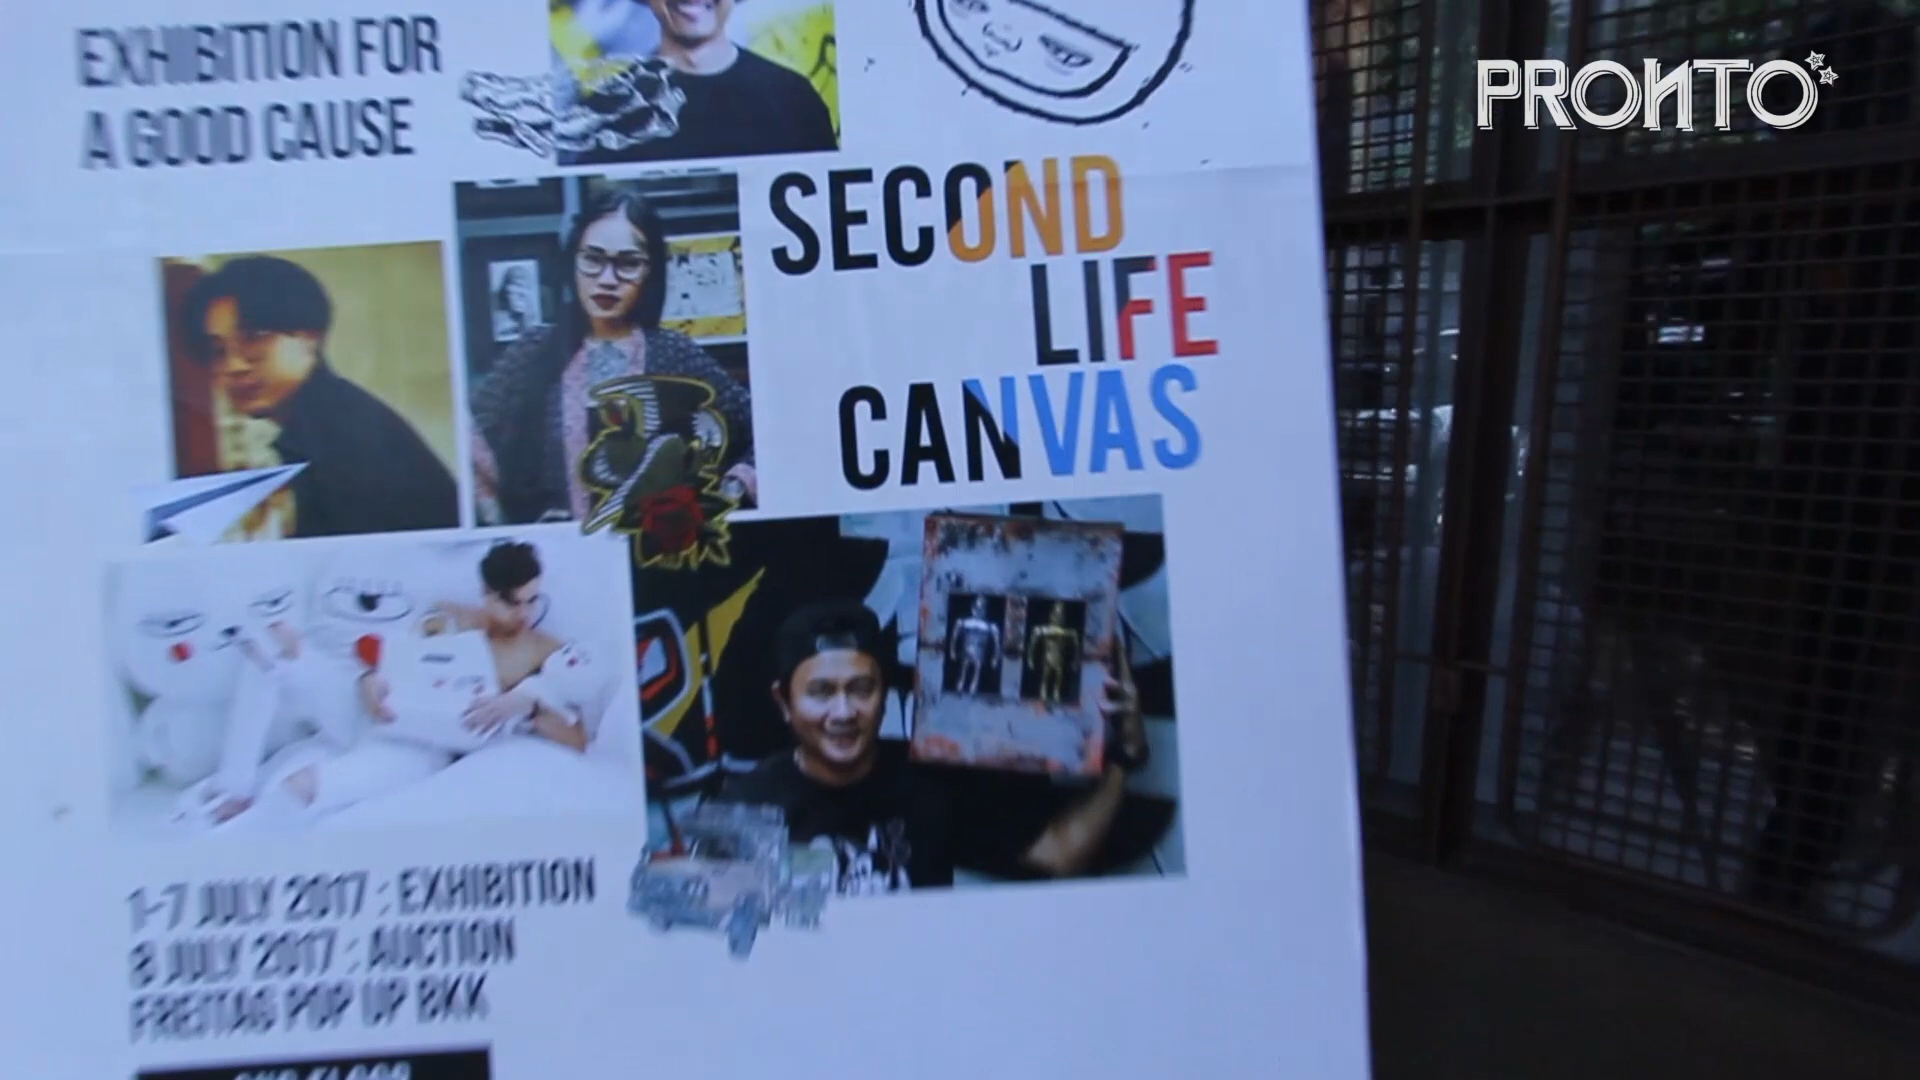 EXHIBITION FOR
A GOOD CAUSE
PRONTO
SECOND
LIFE
CANVAS
1-7 JULY 2017 : EXHIBITION
8 JULY 2017 : AUCTION
FREITAG POP UP BKK